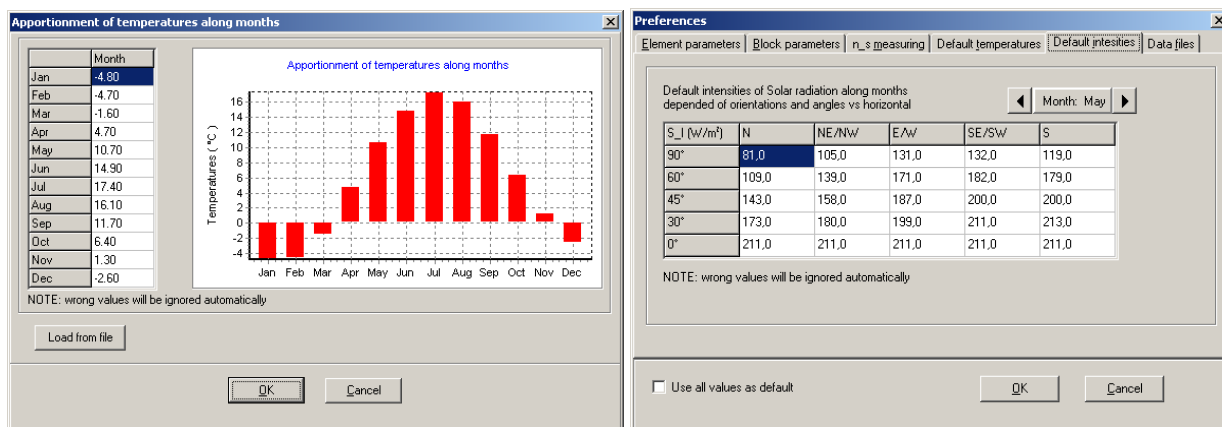 Apportionment of temperatures along months
Month
Jan -4.80
Feb -4.70
Mar -1.60
Apr 4.70
May 10.70
Jun 14.90
Jul 17.40
Aug 16.10
Sep 11.70
Oct 6.40
Nov 1.30
Dec -2.60
Apportionment of temperatures along months
Temperatures ( °C )
16
14
12
10
8
6
4
2
0
-2
-4
Jan Feb Mar Apr May Jun Jul Aug Sep Oct Nov Dec
NOTE: wrong values will be ignored automatically
Load from file
OK Cancel
Preferences
Element parameters Block parameters n_s measuring Default temperatures Default intesities Data files
Default intensities of Solar radiation along months
depended of orientations and angles vs horizontal
Month: May
S_I (W/m²) N NE/NW E/W SE/SW S
90° 81,0 105,0 131,0 132,0 119,0
60° 109,0 139,0 171,0 182,0 179,0
45° 143,0 158,0 187,0 200,0 200,0
30° 173,0 180,0 199,0 211,0 213,0
0° 211,0 211,0 211,0 211,0 211,0
NOTE: wrong values will be ignored automatically
Use all values as default
OK Cancel